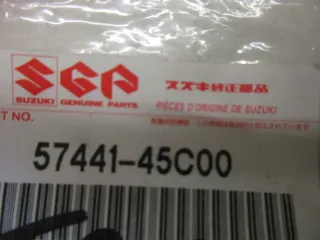 SGP スズキ純正部品
SUZUKI GENUINE PARTS PIÈCES D'ORIGINE DE SUZUKI
T NO.
57441-45C00